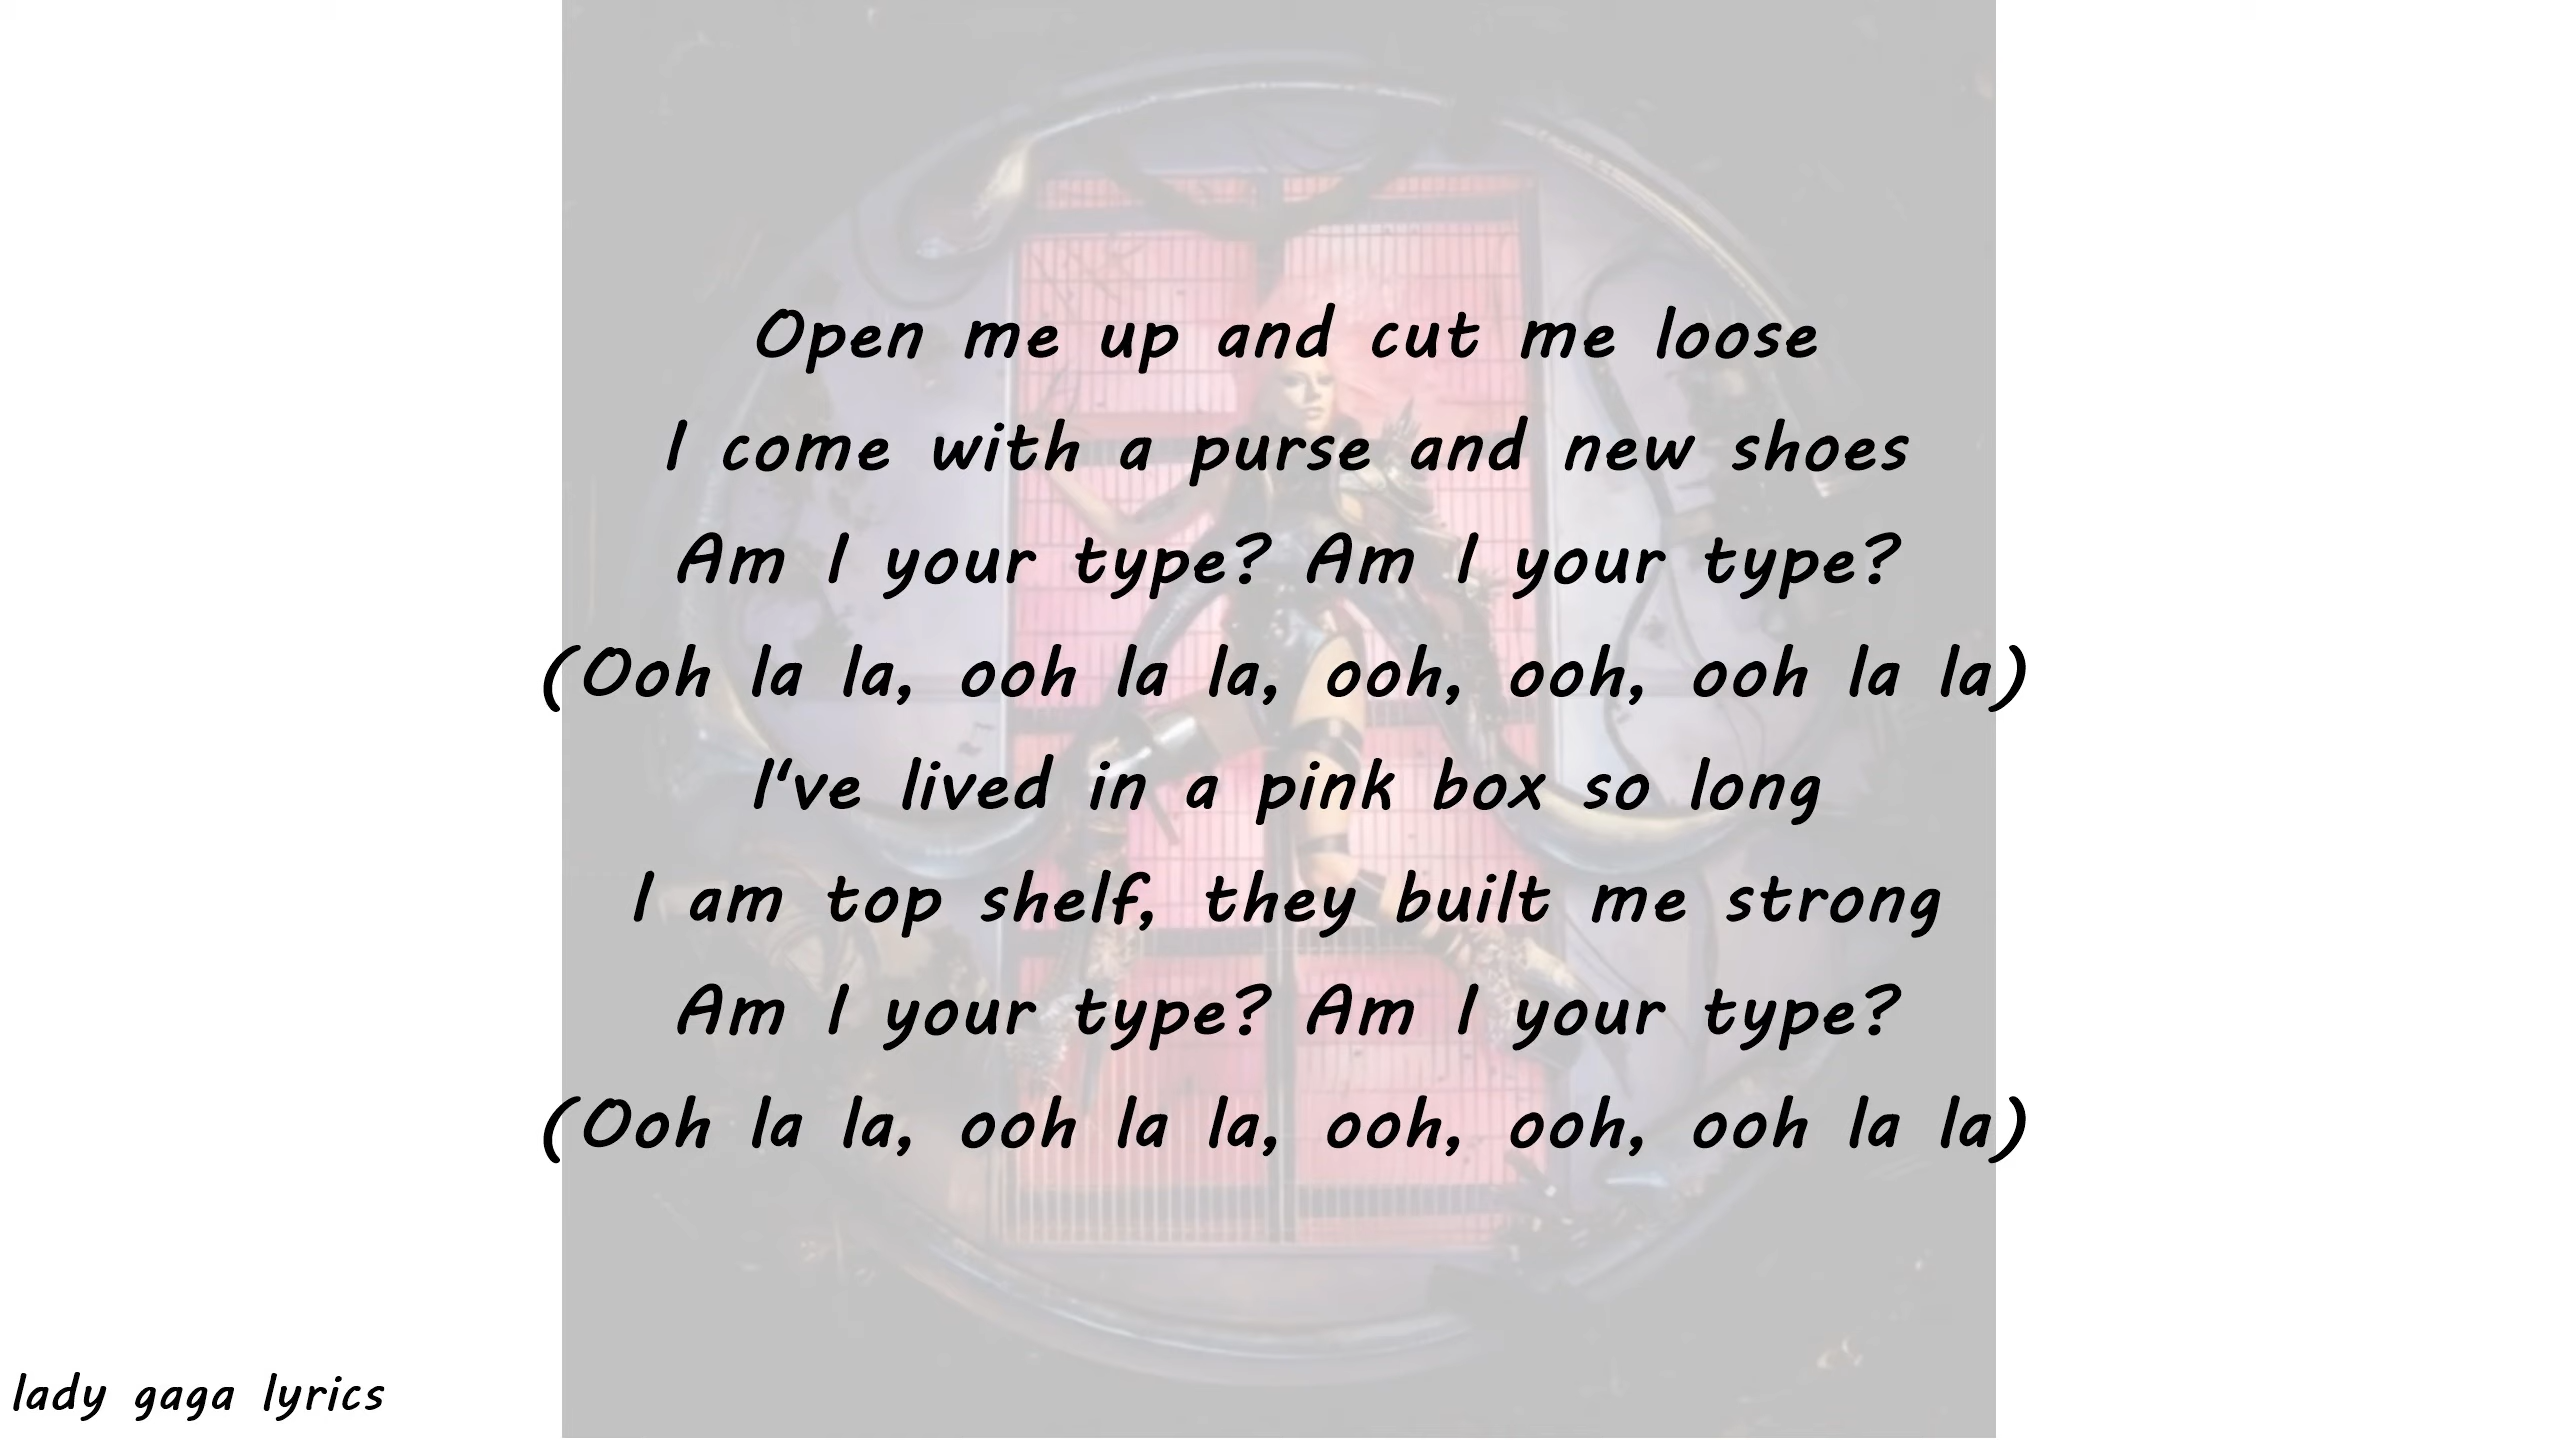 Open me up and cut me loose
I come with a purse and new shoes
Am I your type? Am I your type?
(Ooh la la, ooh la la, ooh, ooh, ooh la la)
I've lived in a pink box so long
I am top shelf, they built me strong
Am I your type? Am I your type?
(Ooh la la, ooh la la, ooh, ooh, ooh la la)
lady gaga lyrics